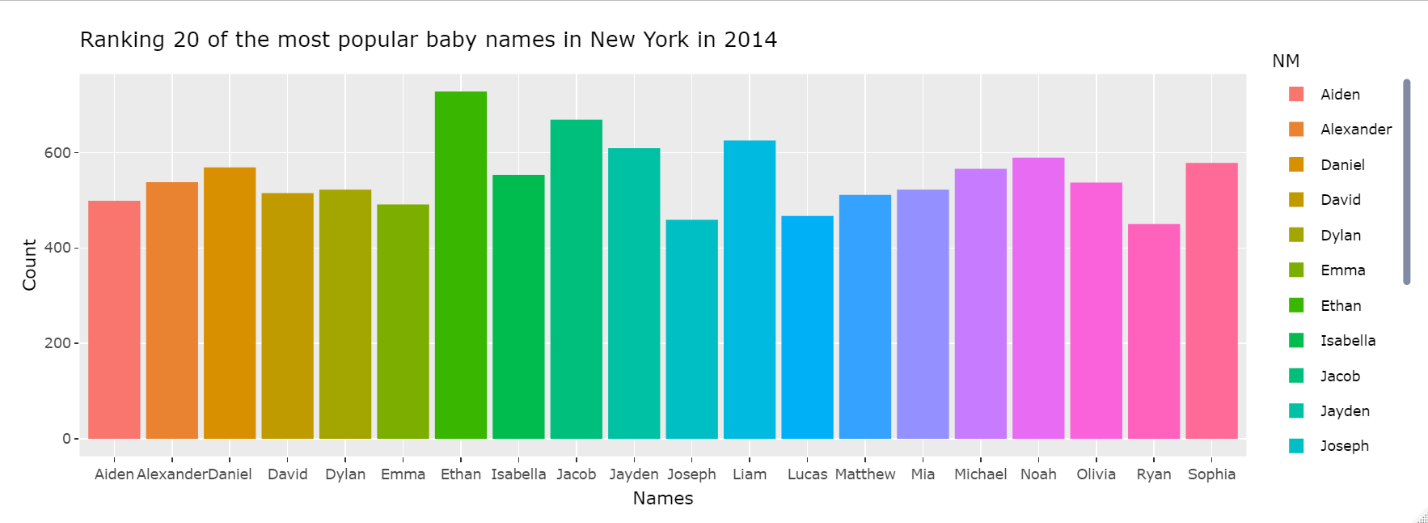 Ranking 20 of the most popular baby names in New York in 2014
NM
Aiden
Alexander
Daniel
David
Dylan
Emma
Ethan
Isabella
Jacob
Jayden
Joseph
600
400
200
0
Count
Aiden Alexander Daniel David Dylan Emma Ethan Isabella Jacob Jayden Joseph Liam Lucas Matthew Mia Michael Noah Olivia Ryan Sophia
Names